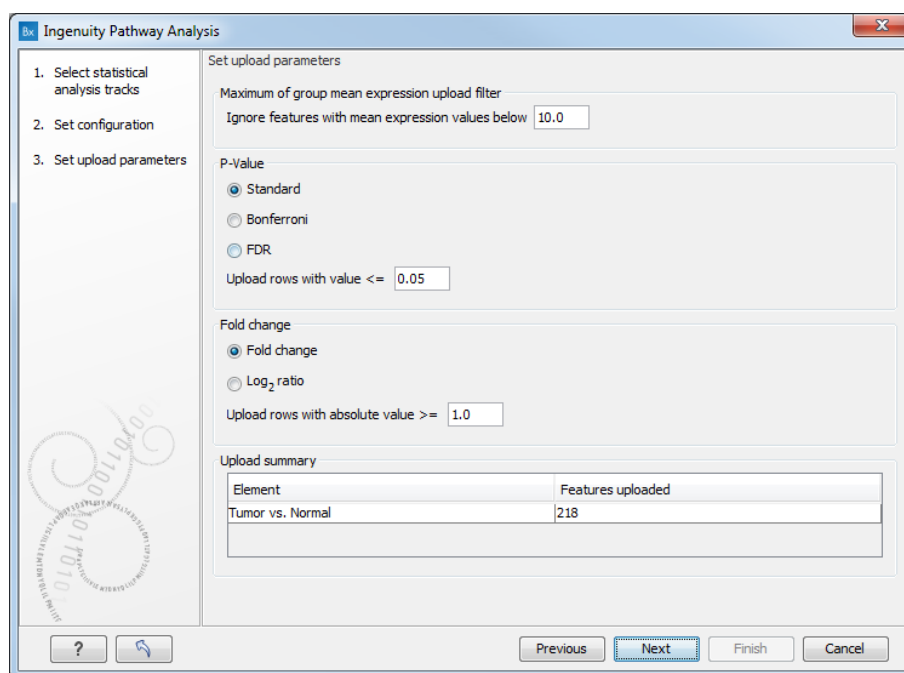 Bx Ingenuity Pathway Analysis
1. Select statistical
analysis tracks
2. Set configuration
3. Set upload parameters
Set upload parameters
Maximum of group mean expression upload filter
Ignore features with mean expression values below 10.0
P-Value
Standard
Bonferroni
FDR
Upload rows with value <= 0.05
Fold change
Fold change
Log2 ratio
Upload rows with absolute value >= 1.0
Upload summary
Element Features uploaded
Tumor vs. Normal 218
? Previous Next Finish Cancel